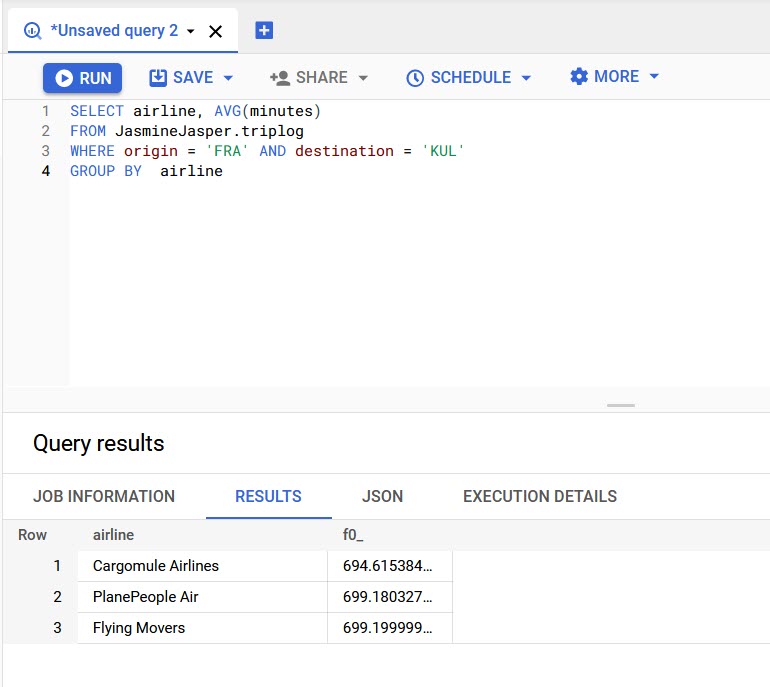 *Unsaved query 2
RUN SAVE SHARE SCHEDULE MORE
1 SELECT airline, AVG(minutes)
2 FROM JasmineJasper.triplog
3 WHERE origin = 'FRA' AND destination = 'KUL'
4 GROUP BY  airline
Query results
JOB INFORMATION RESULTS JSON EXECUTION DETAILS
Row airline f0_
1 Cargomule Airlines 694.615384...
2 PlanePeople Air 699.180327...
3 Flying Movers 699.199999...